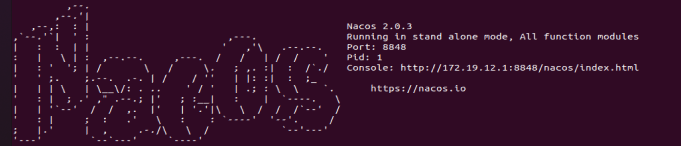 Nacos 2.0.3
Running in stand alone mode, All function modules
Port: 8848
Pid: 1
Console: http://172.19.12.1:8848/nacos/index.html
https://nacos.io